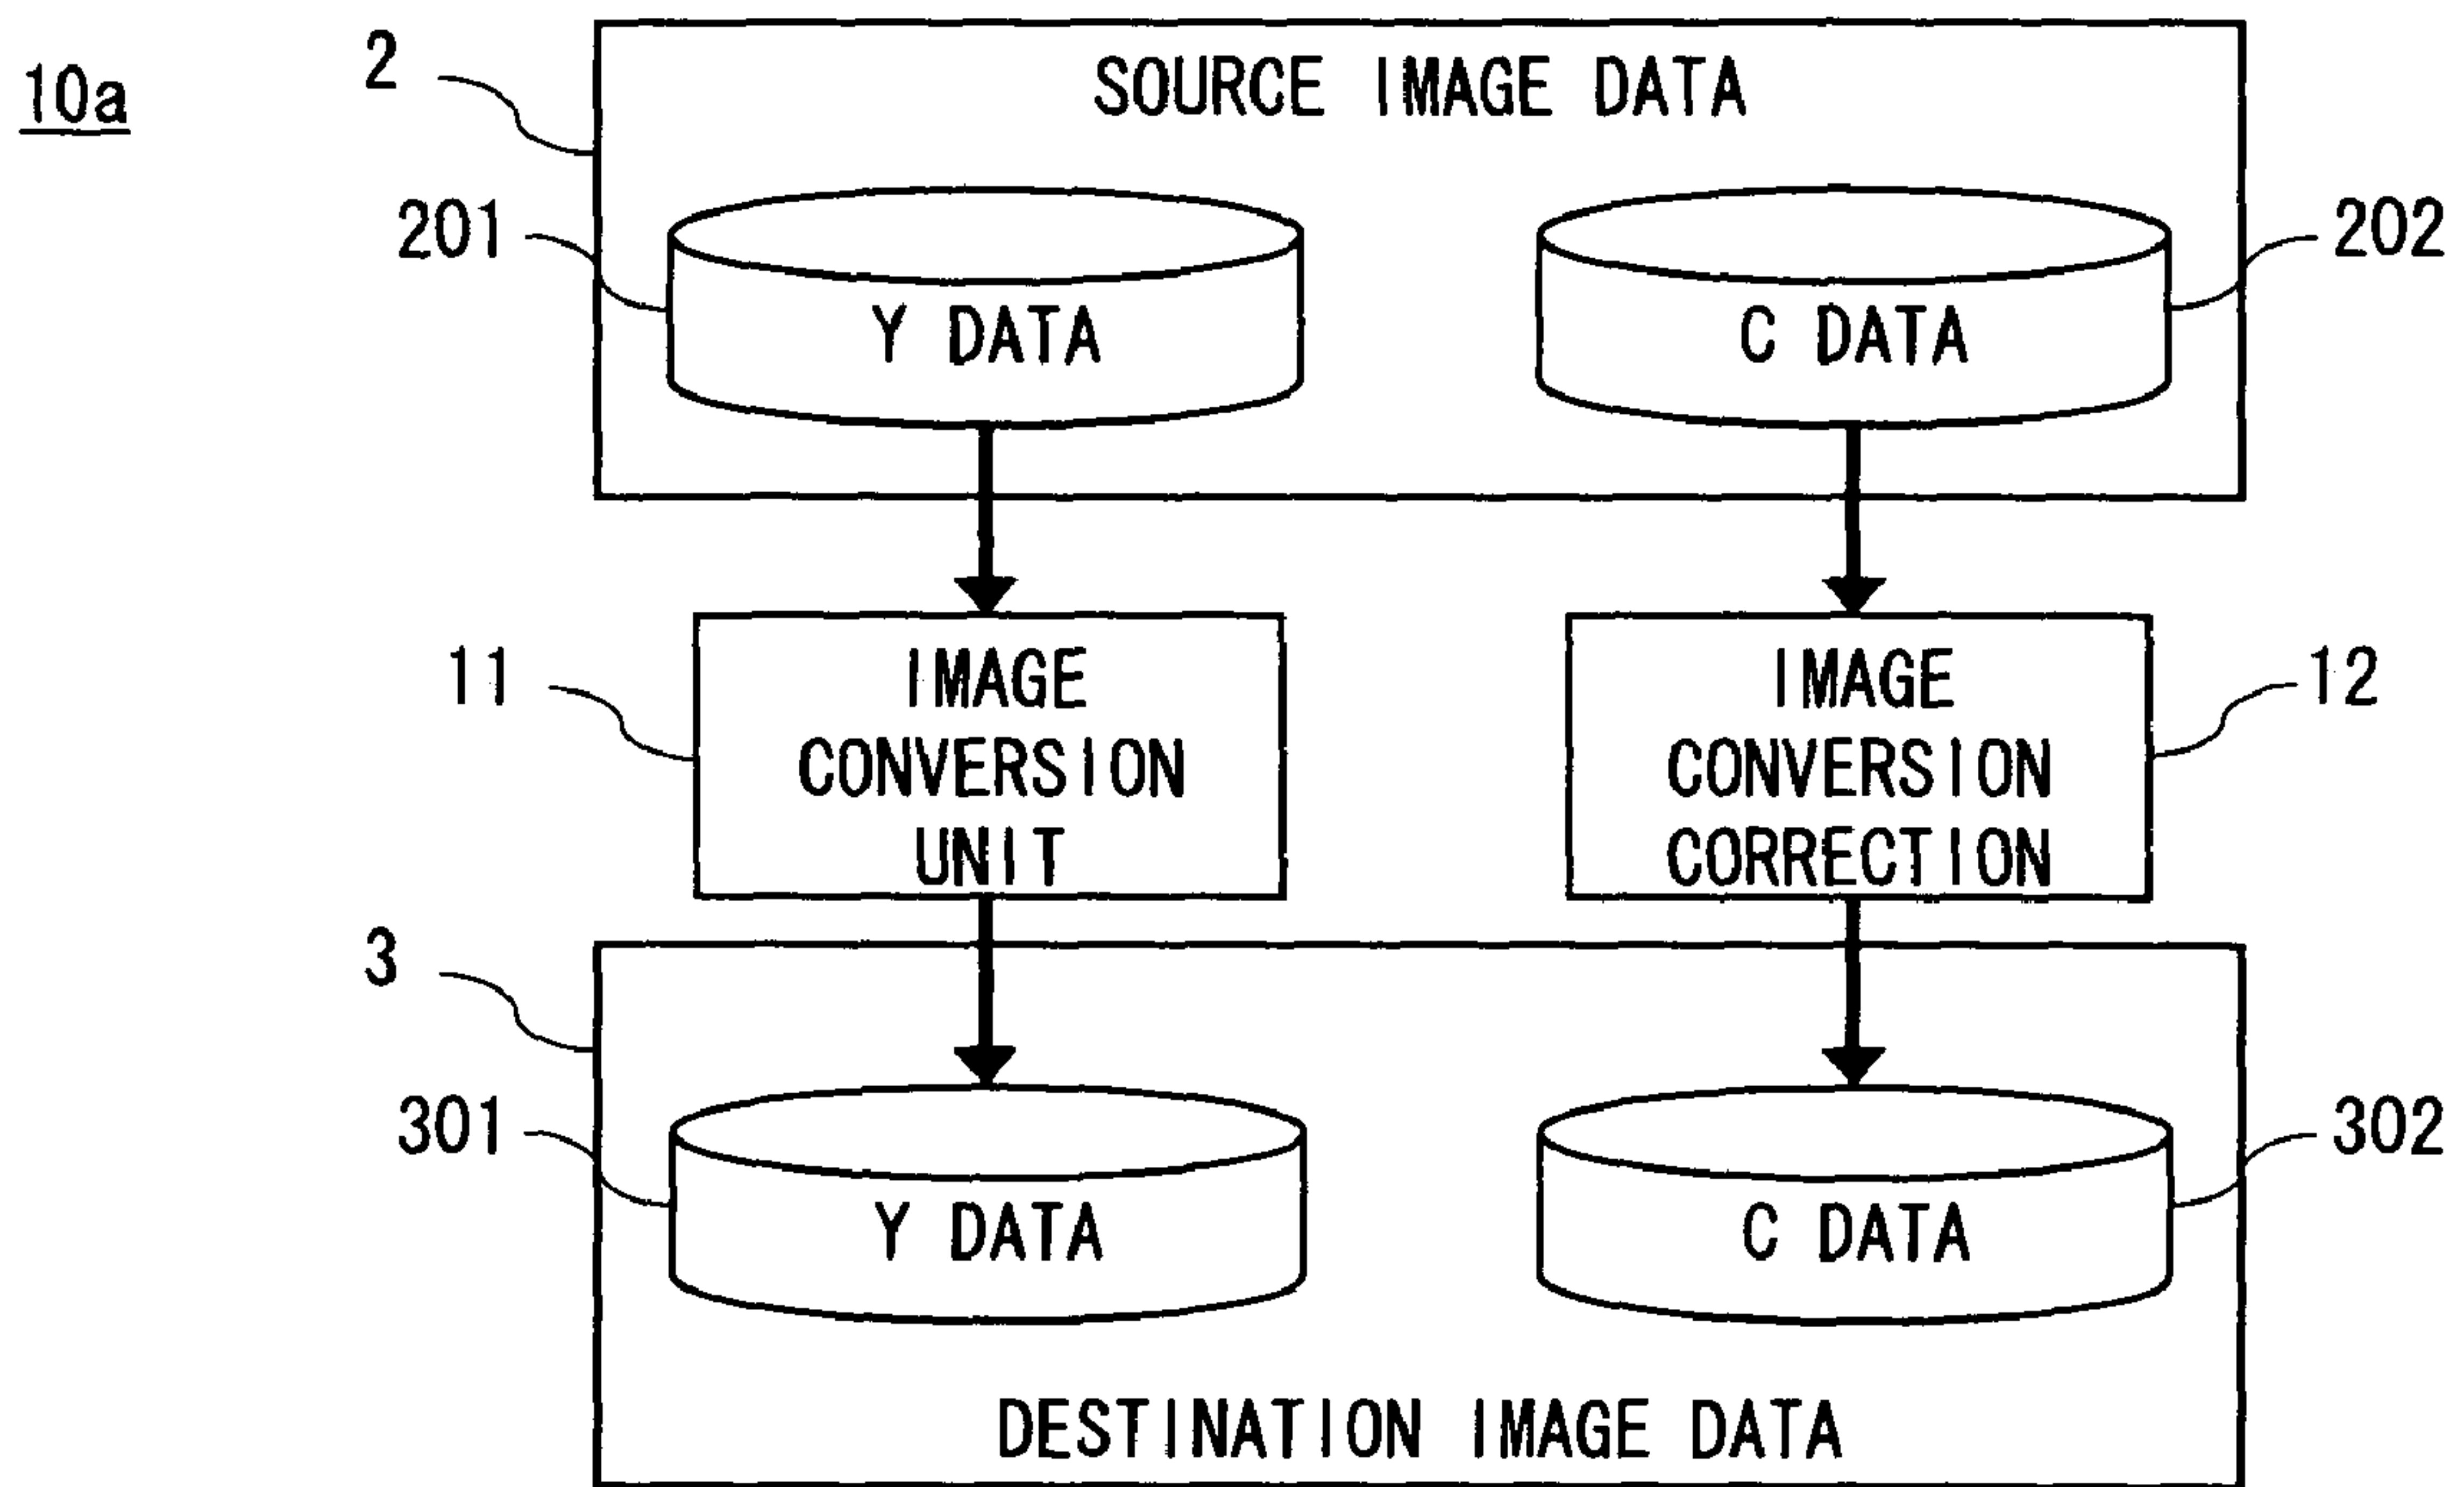 10a
2
SOURCE IMAGE DATA
201
Y DATA
C DATA
202
11
IMAGE
CONVERSION
UNIT
IMAGE
CONVERSION
CORRECTION
12
3
301
Y DATA
C DATA
302
DESTINATION IMAGE DATA